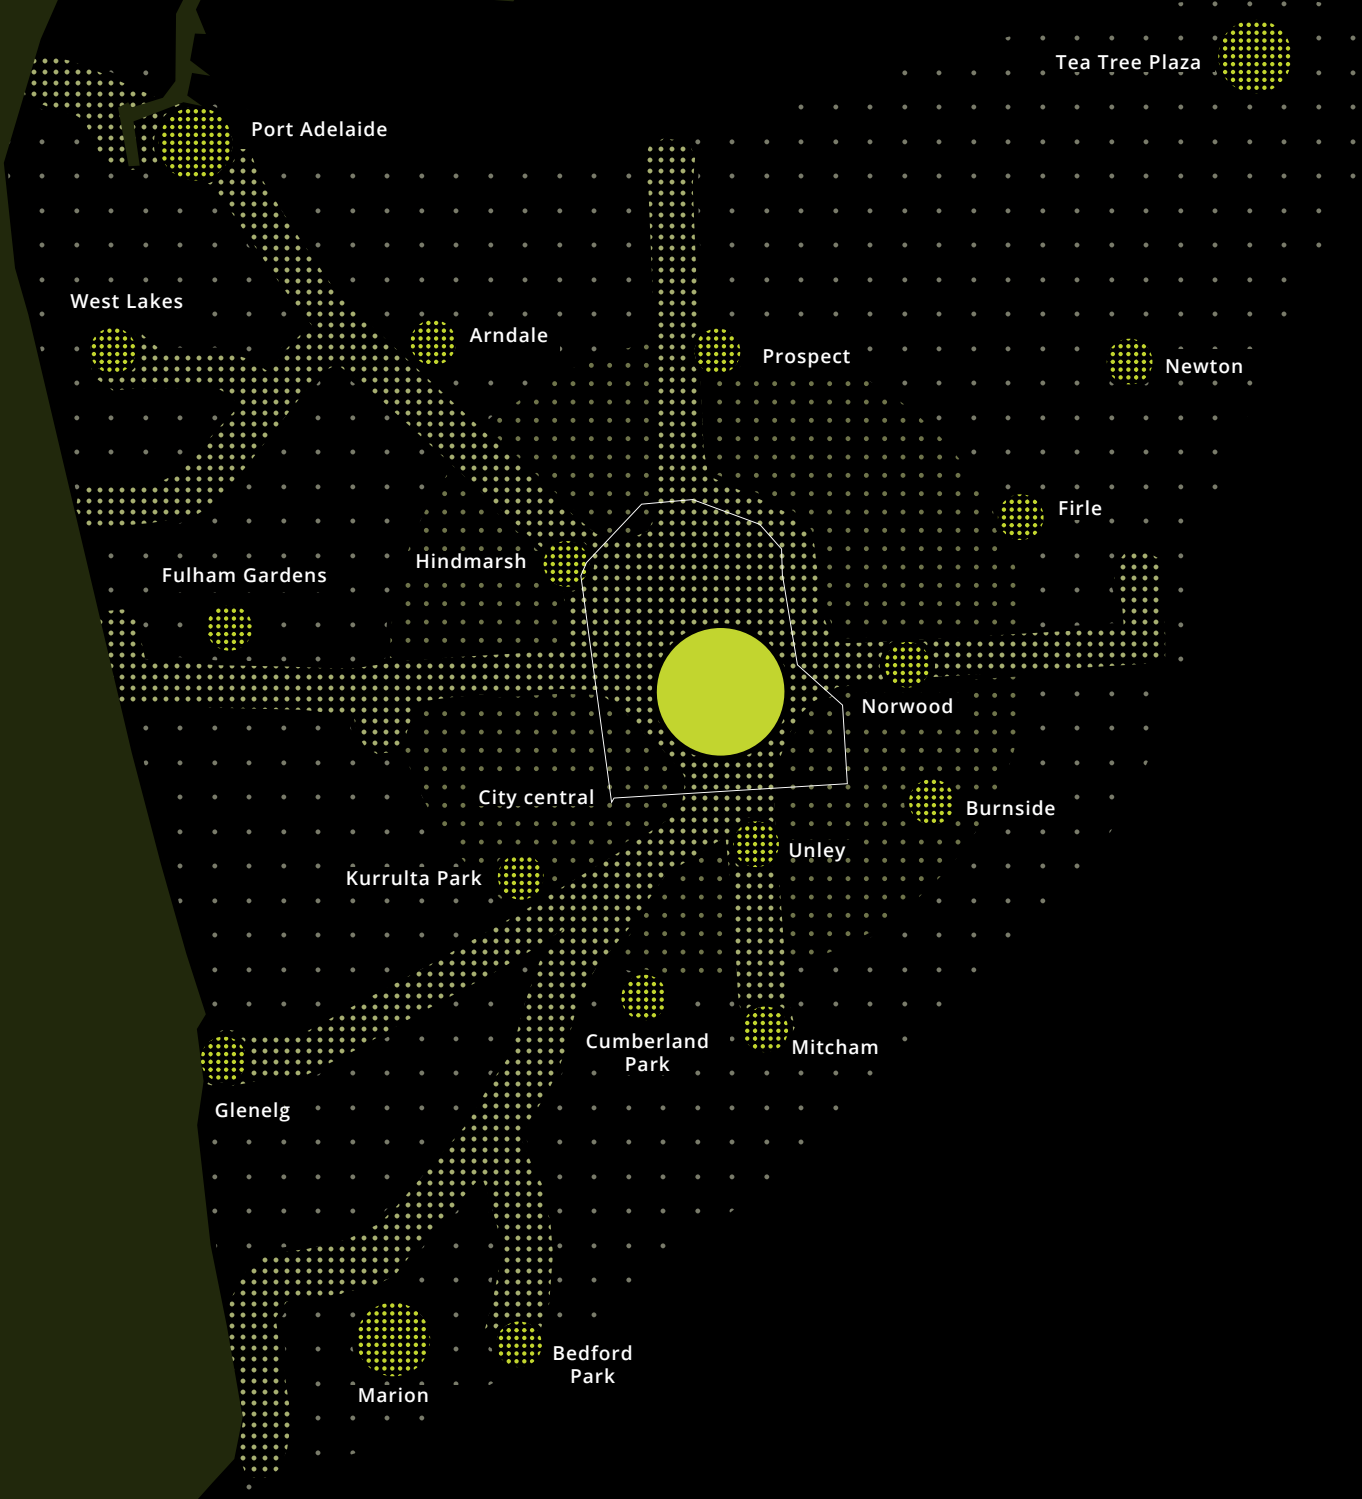 Tea Tree Plaza
Port Adelaide
West Lakes
Arndale
Prospect
Newton
Firle
Hindmarsh
Fulham Gardens
Norwood
City central
Burnside
Unley
Kurrulta Park
Cumberland
Park
Mitcham
Glenelg
Bedford
Park
Marion